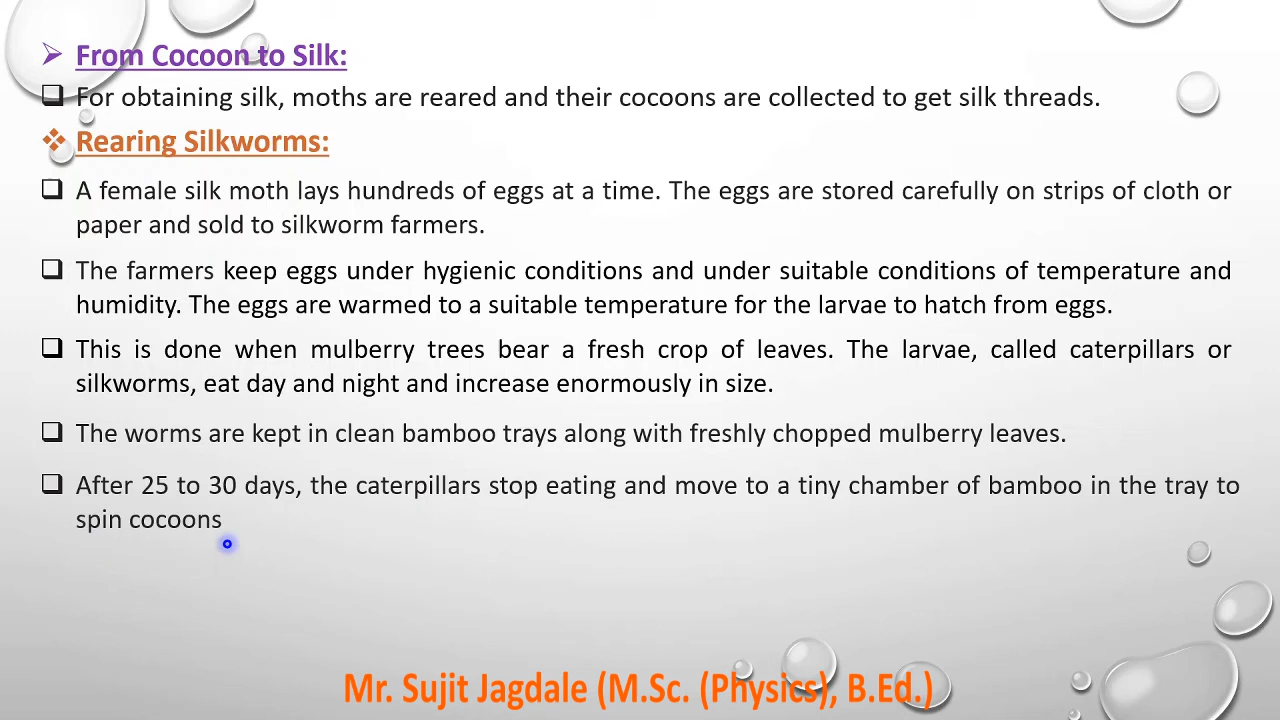 From Cocoon to Silk:
For obtaining silk, moths are reared and their cocoons are collected to get silk threads.
Rearing Silkworms:
A female silk moth lays hundreds of eggs at a time. The eggs are stored carefully on strips of cloth or
paper and sold to silkworm farmers.
The farmers keep eggs under hygienic conditions and under suitable conditions of temperature and
humidity. The eggs are warmed to a suitable temperature for the larvae to hatch from eggs.
This is done when mulberry trees bear a fresh crop of leaves. The larvae, called caterpillars or
silkworms, eat day and night and increase enormously in size.
The worms are kept in clean bamboo trays along with freshly chopped mulberry leaves.
After 25 to 30 days, the caterpillars stop eating and move to a tiny chamber of bamboo in the tray to
spin cocoons
Mr. Sujit Jagdale (M.Sc. (Physics), B.Ed.)